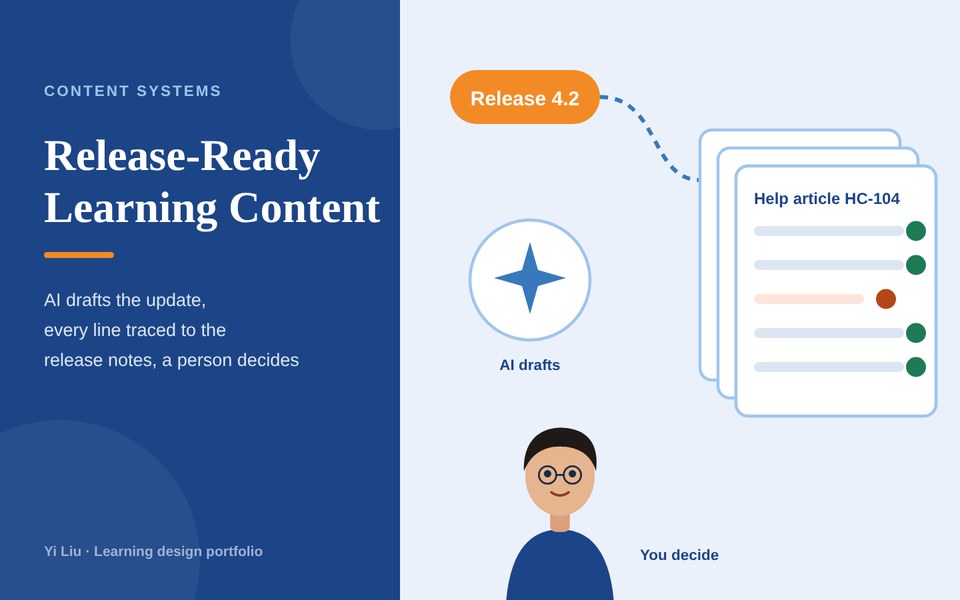 CONTENT SYSTEMS
Release-Ready
Learning Content
AI drafts the update,
every line traced to the
release notes, a person decides
Yi Liu · Learning design portfolio
Release 4.2
Help article HC-104
AI drafts
You decide